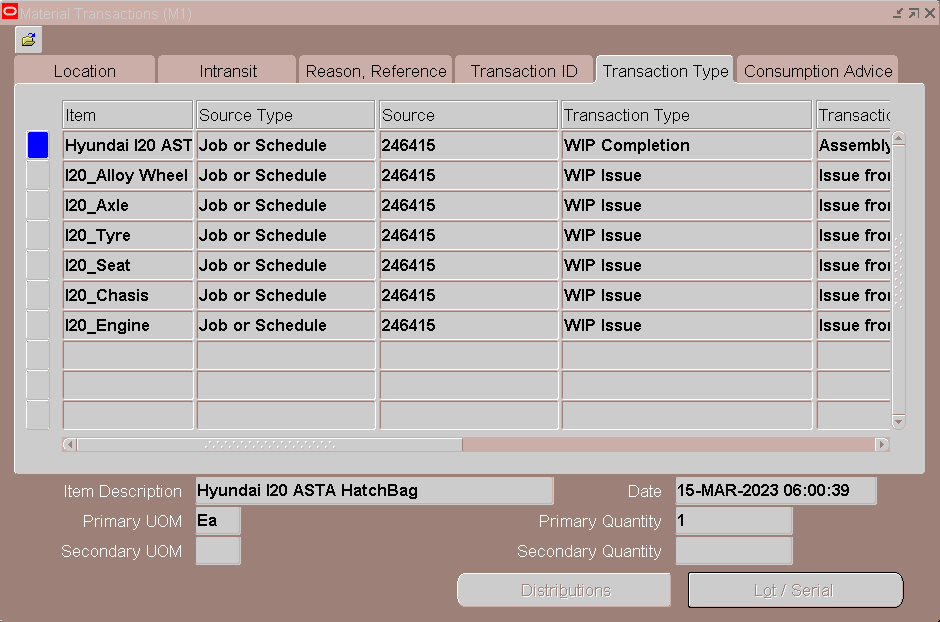 Material Transactions (M1)
Location Intransit Reason, Reference Transaction ID Transaction Type Consumption Advice
Item Source Type Source Transaction Type Transactio
Hyundai I20 AST Job or Schedule 246415 WIP Completion Assembly
I20_Alloy Wheel Job or Schedule 246415 WIP Issue Issue fro
I20_Axle Job or Schedule 246415 WIP Issue Issue fro
I20_Tyre Job or Schedule 246415 WIP Issue Issue fro
I20_Seat Job or Schedule 246415 WIP Issue Issue fro
I20_Chasis Job or Schedule 246415 WIP Issue Issue fro
I20_Engine Job or Schedule 246415 WIP Issue Issue fro
Item Description Hyundai I20 ASTA HatchBag Date 15-MAR-2023 06:00:39
Primary UOM Ea Primary Quantity 1
Secondary UOM Secondary Quantity
Distributions Lot / Serial